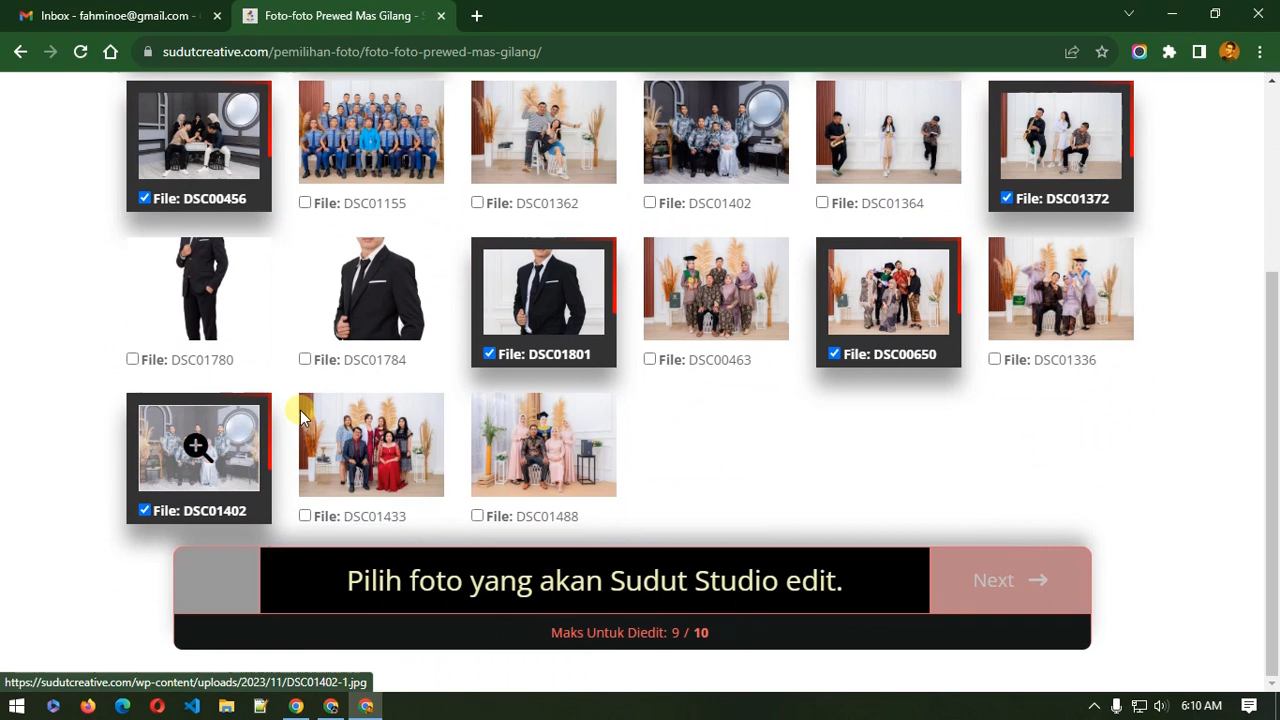 Inbox - fahminoe@gmail.com -
Foto-foto Prewed Mas Gilang - S
sudutcreative.com/pemilihan-foto/foto-foto-prewed-mas-gilang/
File: DSC00456
File: DSC01155
File: DSC01362
File: DSC01402
File: DSC01364
File: DSC01372
File: DSC01780
File: DSC01784
File: DSC01801
File: DSC00463
File: DSC00650
File: DSC01336
File: DSC01402
File: DSC01433
File: DSC01488
Pilih foto yang akan Sudut Studio edit.
Next →
Maks Untuk Diedit: 9 / 10
https://sudutcreative.com/wp-content/uploads/2023/11/DSC01402-1.jpg
6:10 AM